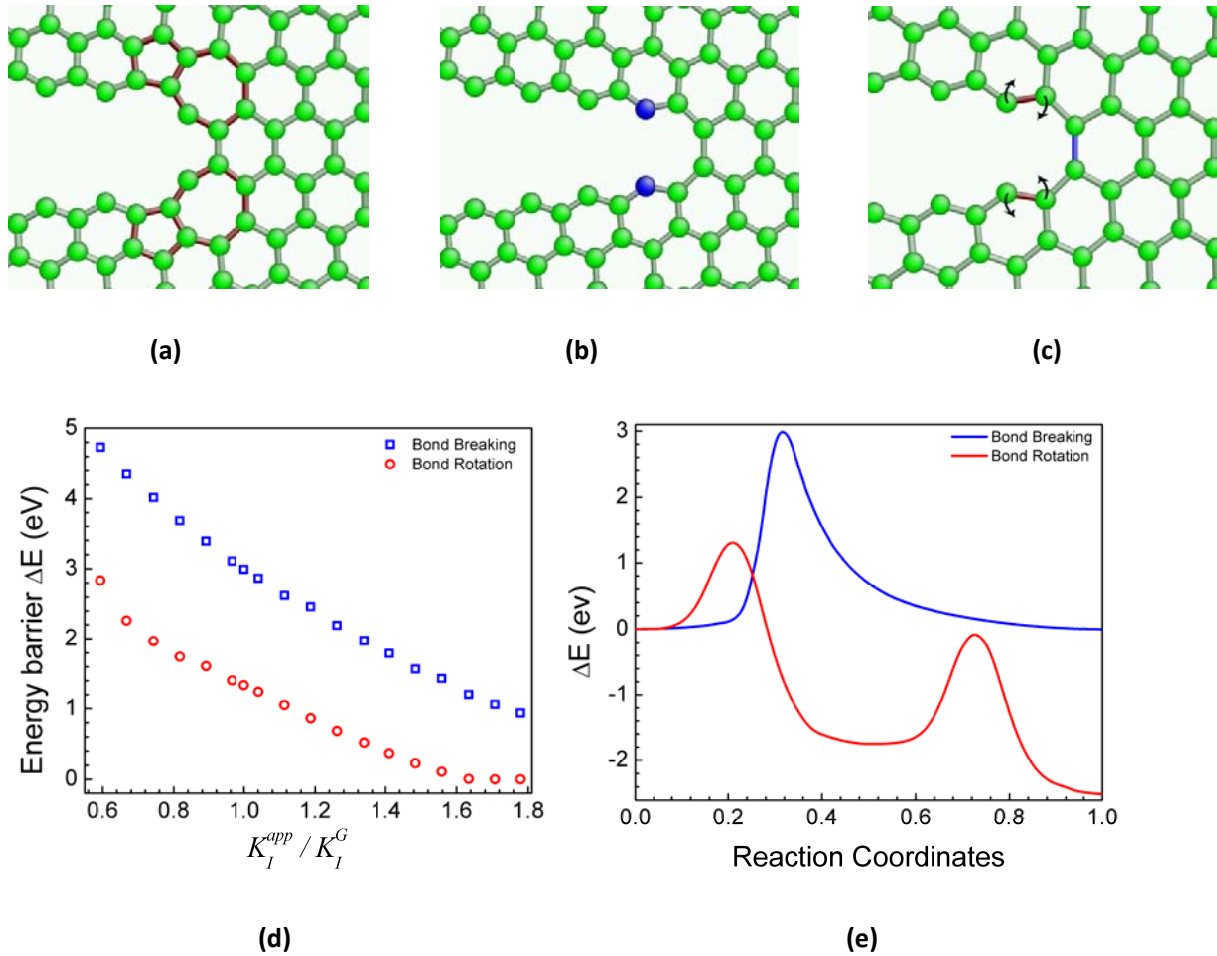 (a)
(b)
(c)
5
4
3
2
1
0
Energy barrier ΔE (eV)
Bond Breaking
Bond Rotation
0.6 0.8 1.0 1.2 1.4 1.6 1.8
K_I^{app} / K_I^G
(d)
3
2
1
0
-1
-2
ΔE (ev)
Bond Breaking
Bond Rotation
0.0 0.2 0.4 0.6 0.8 1.0
Reaction Coordinates
(e)